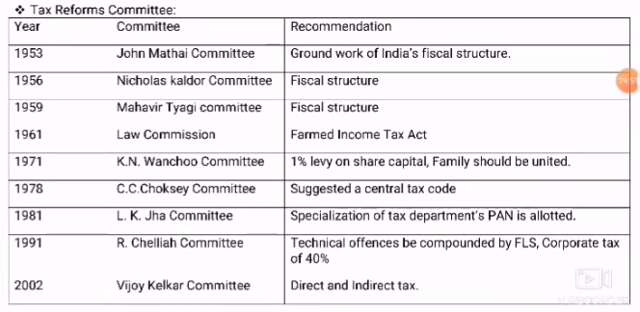 ❖ Tax Reforms Committee:
Year Committee Recommendation
1953 John Mathai Committee Ground work of India's fiscal structure.
1956 Nicholas kaldor Committee Fiscal structure
1959 Mahavir Tyagi committee Fiscal structure
1961 Law Commission Farmed Income Tax Act
1971 K.N. Wanchoo Committee 1% levy on share capital, Family should be united.
1978 C.C.Choksey Committee Suggested a central tax code
1981 L. K. Jha Committee Specialization of tax department's PAN is allotted.
1991 R. Chelliah Committee Technical offences be compounded by FLS, Corporate tax
of 40%
2002 Vijoy Kelkar Committee Direct and Indirect tax.